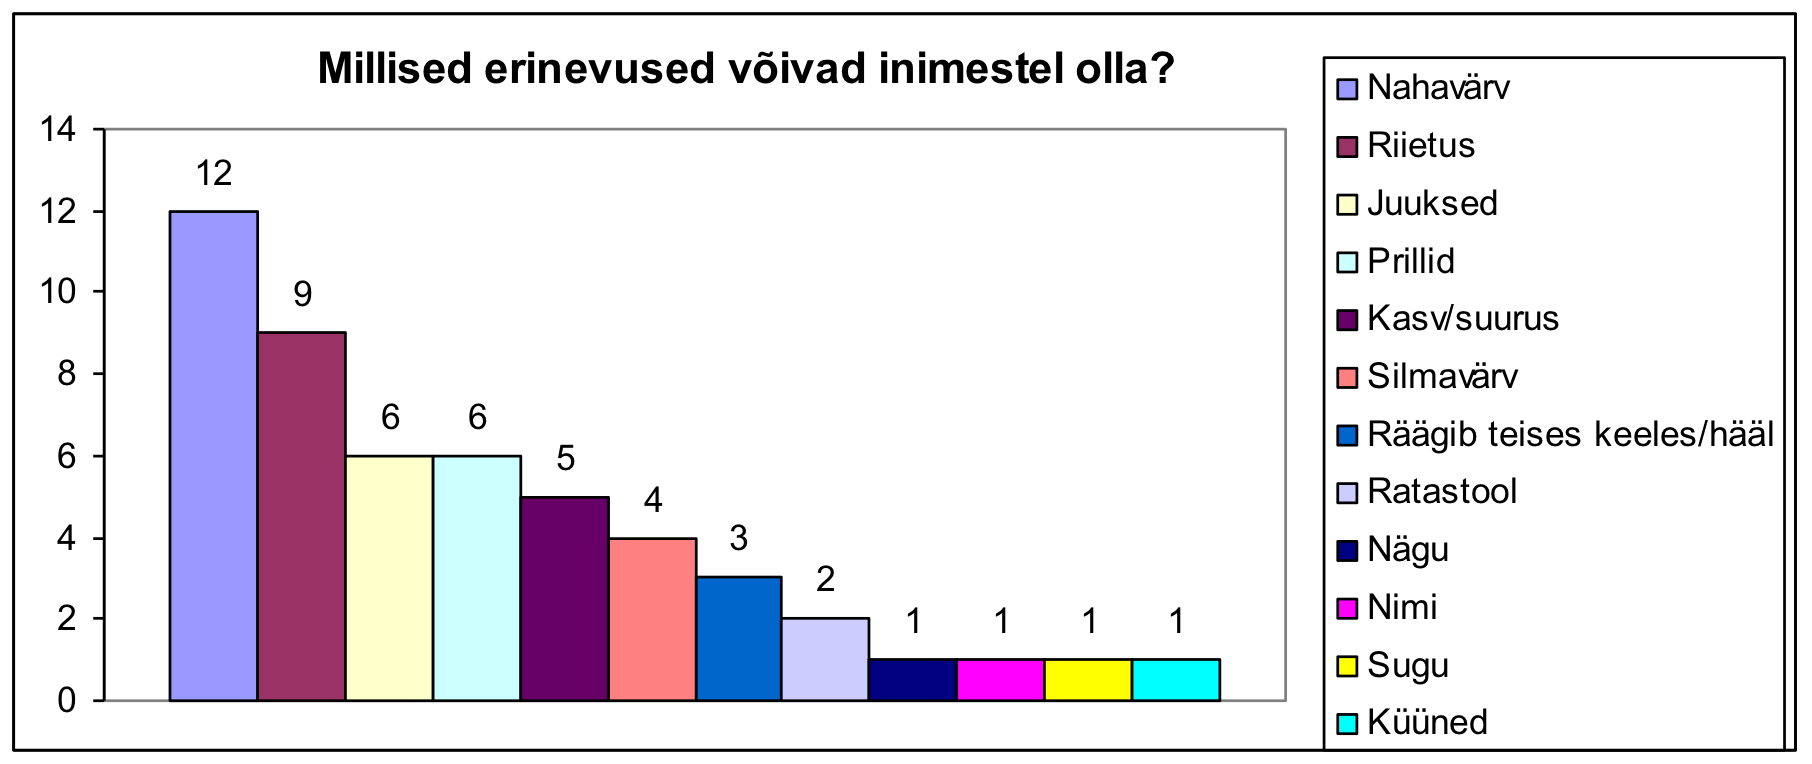 Millised erinevused võivad inimestel olla?
14
12
10
8
6
4
2
0
12
9
6
6
5
4
3
2
1
1
1
1
Nahavärv
Riietus
Juuksed
Prillid
Kasv/suurus
Silmavärv
Räägib teises keeles/hääl
Ratastool
Nägu
Nimi
Sugu
Küüned